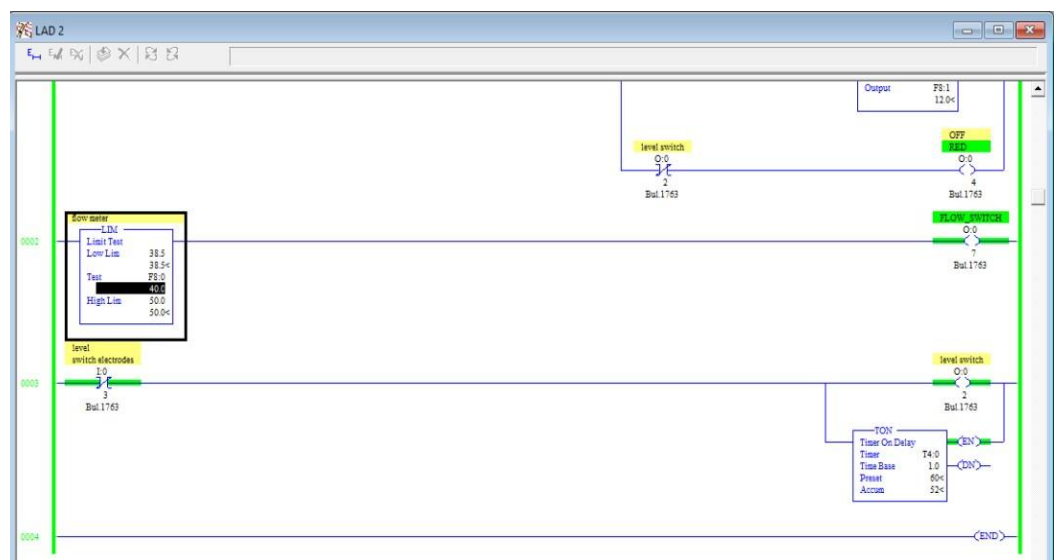 LAD 2
Output F8:1
12.0<
level switch
O:0
2
Bul.1763
OFF
RED
O:0
4
Bul.1763
0002
flow meter
LIM
Limit Test
Low Lim 38.5
38.5<
Test F8:0
40.0
High Lim 50.0
50.0<
FLOW_SWITCH
O:0
7
Bul.1763
0003
level
switch electrodes
I:0
3
Bul.1763
level switch
O:0
2
Bul.1763
TON
Timer On Delay
Timer T4:0
Time Base 1.0
Preset 60<
Accum 52<
EN
DN
0004
END